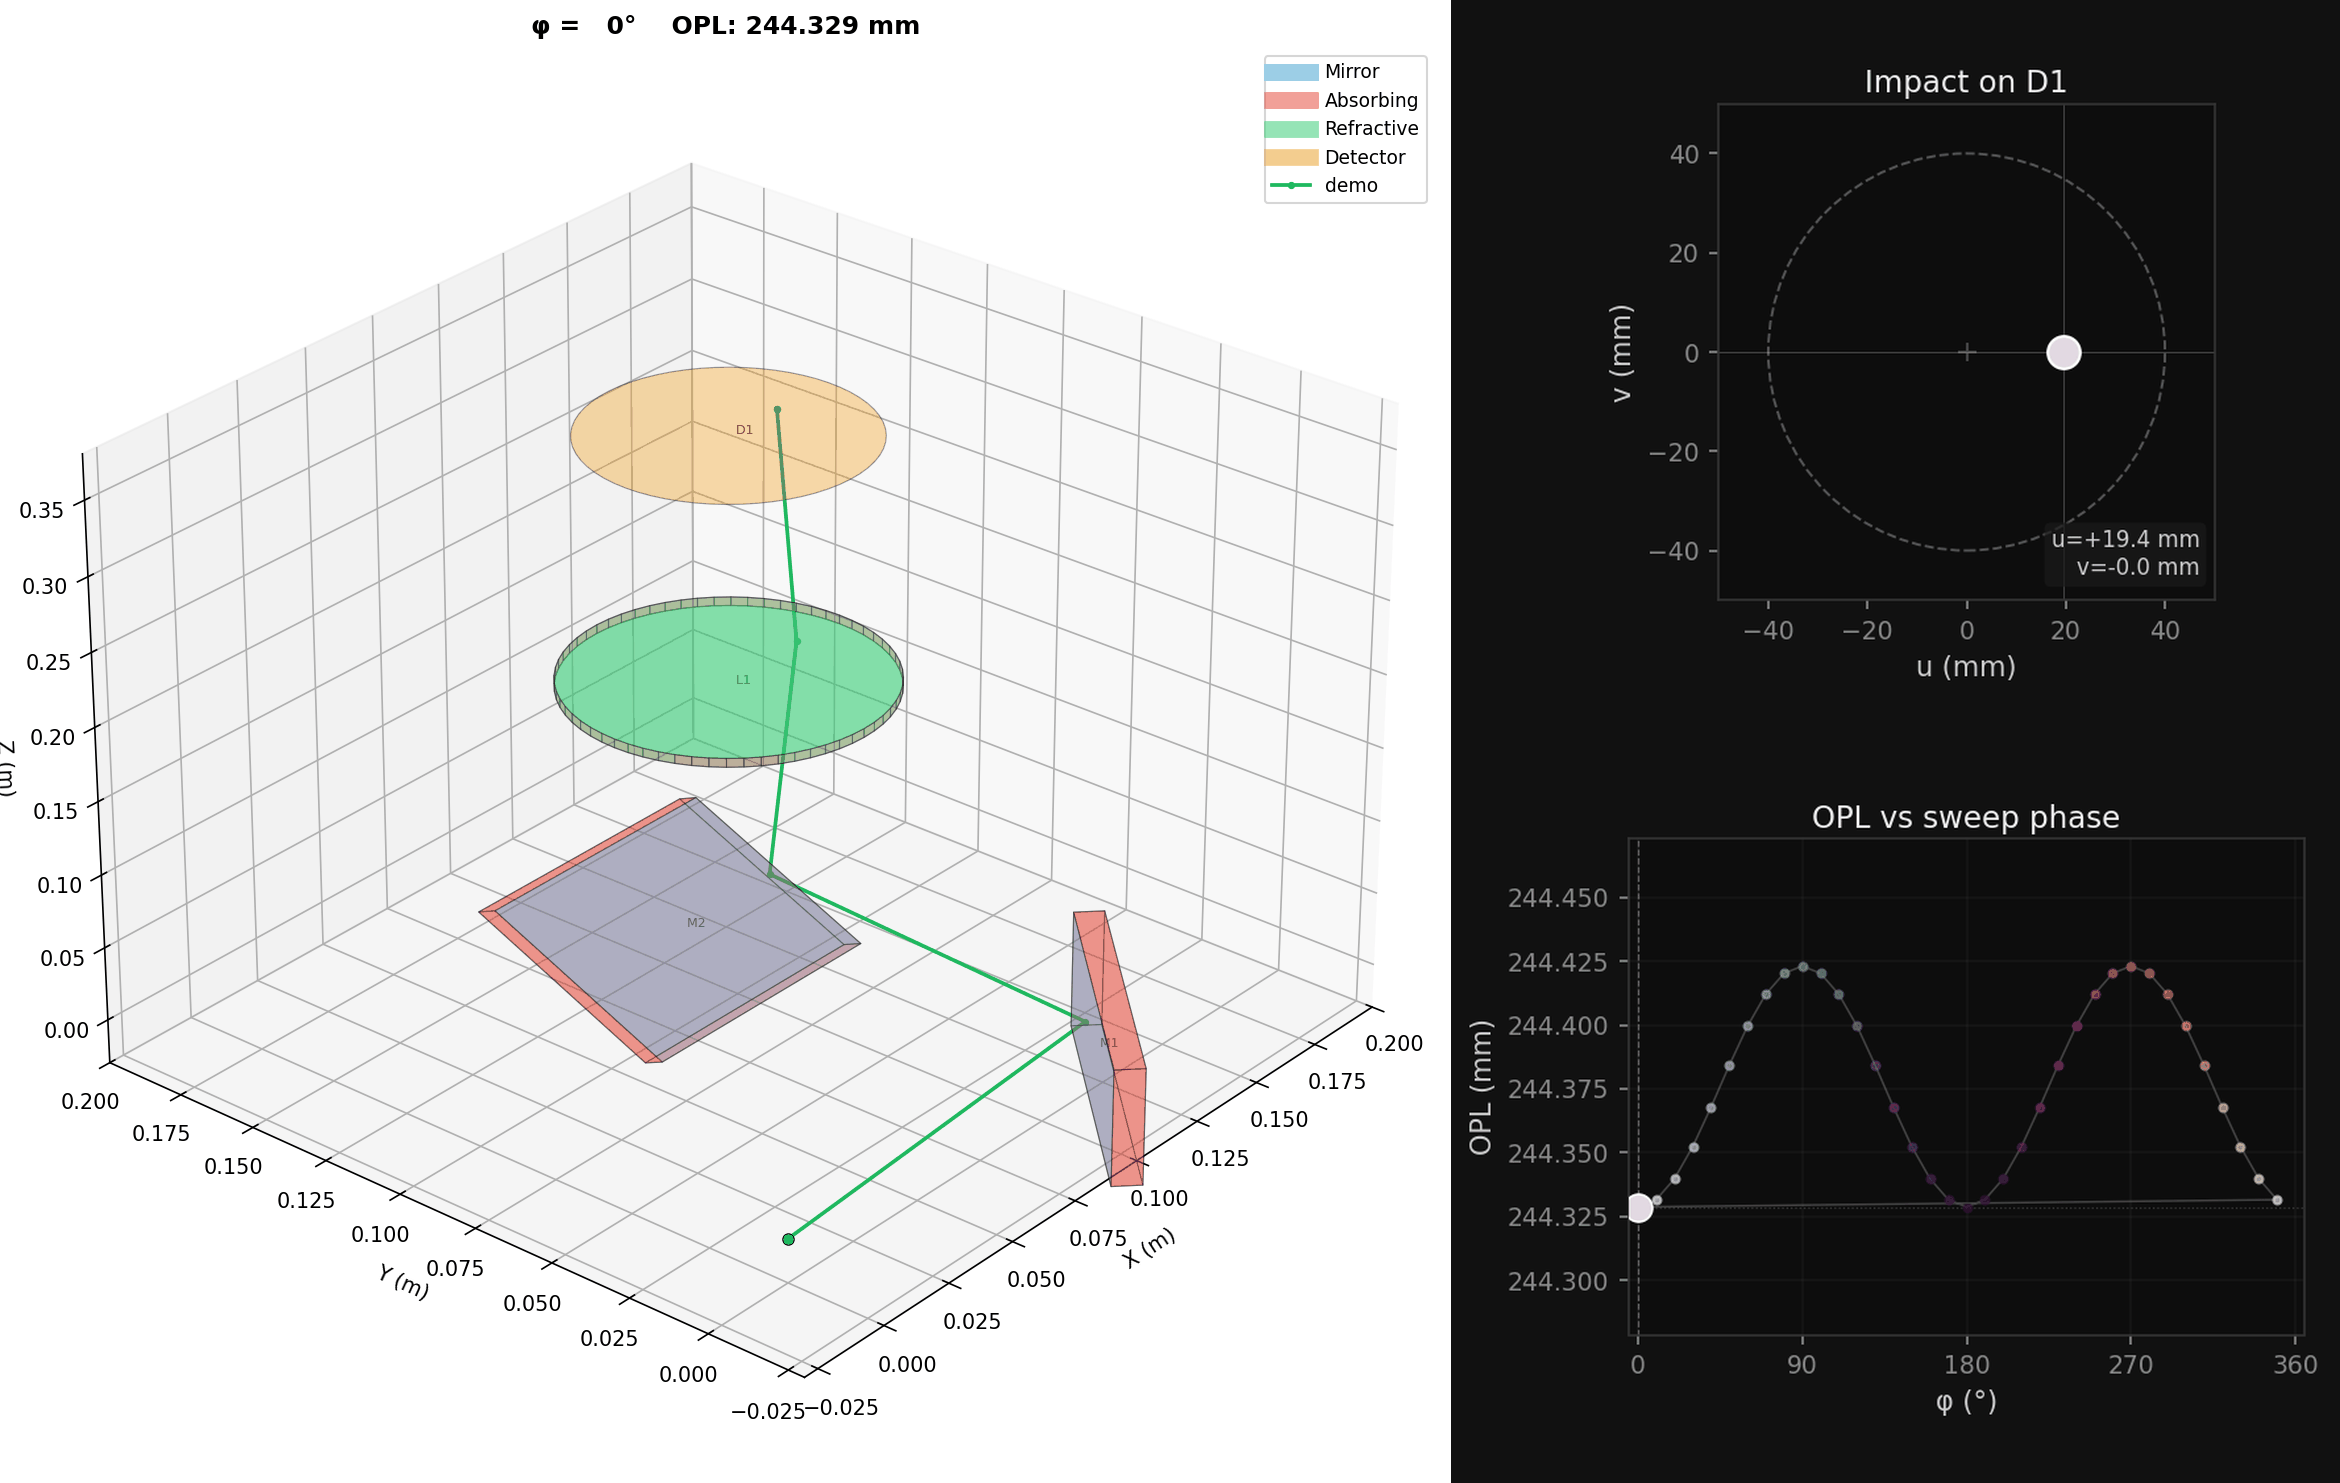 φ =   0°    OPL: 244.329 mm
Mirror
Absorbing
Refractive
Detector
demo
D1
L1
M2
M1
0.35
0.30
0.25
0.20
0.15
0.10
0.05
0.00
Z (m)
0.200
0.175
0.150
0.125
0.100
0.075
0.050
0.025
0.000
−0.025
Y (m)
0.200
0.175
0.150
0.125
0.100
0.075
0.050
0.025
0.000
−0.025
X (m)
Impact on D1
40
20
0
−20
−40
v (mm)
u=+19.4 mm
v=-0.0 mm
−40 −20 0 20 40
u (mm)
OPL vs sweep phase
244.450
244.425
244.400
244.375
244.350
244.325
244.300
OPL (mm)
0 90 180 270 360
φ (°)